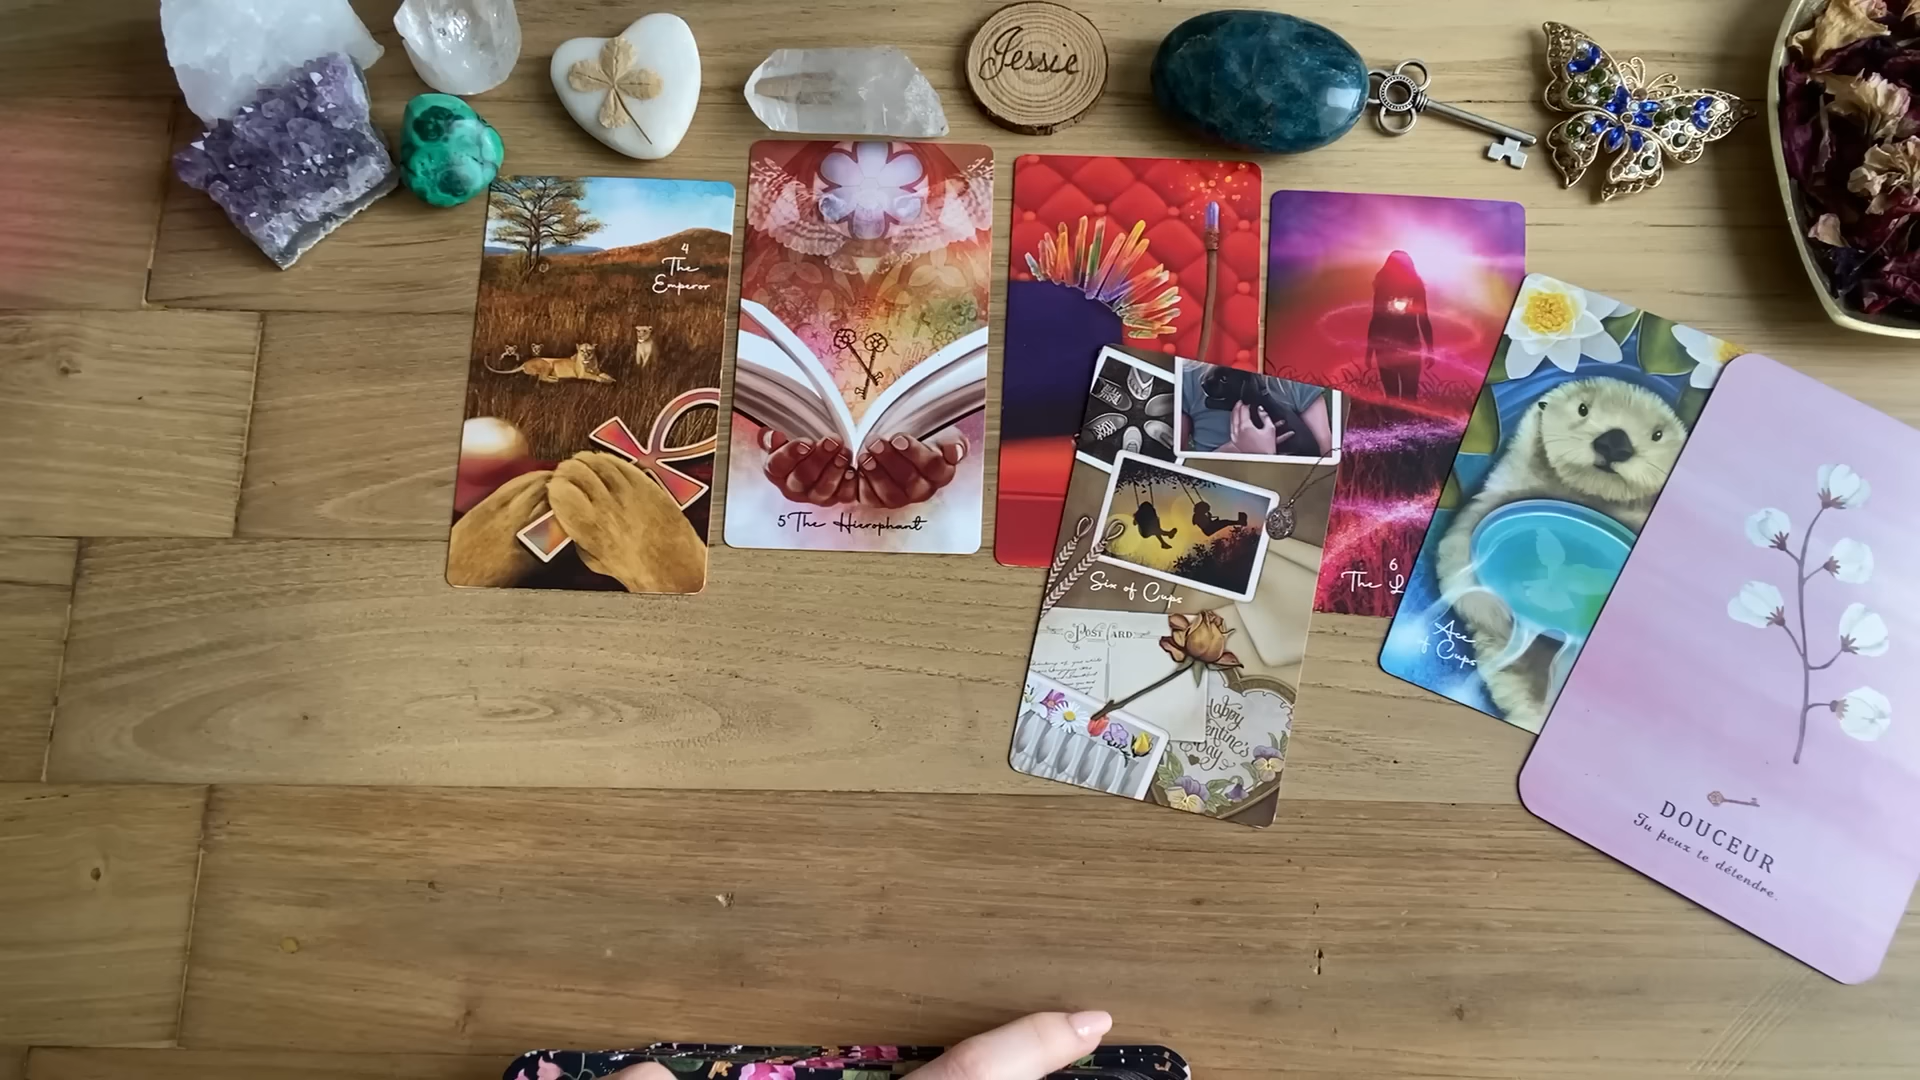 Jessie
4
The
Emperor
5 The Hierophant
Six of Cups
POST CARD
Happy
Day
6
The L
Ace
of Cups
DOUCEUR
Tu peux te détendre.